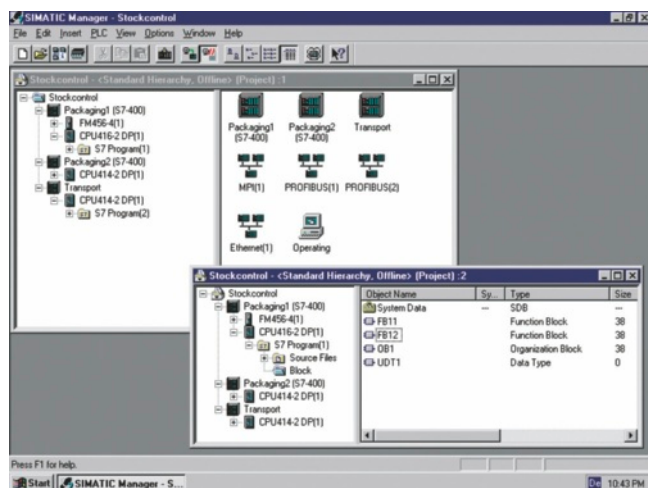 SIMATIC Manager - Stockcontrol
File Edit Insert PLC View Options Window Help
Stockcontrol - <Standard Hierarchy, Offline> (Project) :1
Stockcontrol
Packaging1 (S7-400)
FM456-4(1)
CPU416-2 DP(1)
S7 Program(1)
Packaging2 (S7-400)
CPU414-2 DP(1)
Transport
CPU414-2 DP(1)
S7 Program(2)
Packaging1 (S7-400)
Packaging2 (S7-400)
Transport
MPI(1)
PROFIBUS(1)
PROFIBUS(2)
Ethernet(1)
Operating
Stockcontrol - <Standard Hierarchy, Offline> (Project) :2
Stockcontrol
Packaging1 (S7-400)
FM456-4(1)
CPU416-2 DP(1)
S7 Program(1)
Source Files
Block
Packaging2 (S7-400)
CPU414-2 DP(1)
Transport
CPU414-2 DP(1)
Object Name Sy... Type Size
System Data --- SDB ---
FB11 Function Block 38
FB12 Function Block 38
OB1 Organization Block 38
UDT1 Data Type 0
Press F1 for help.
Start SIMATIC Manager - S... De 10:43 PM